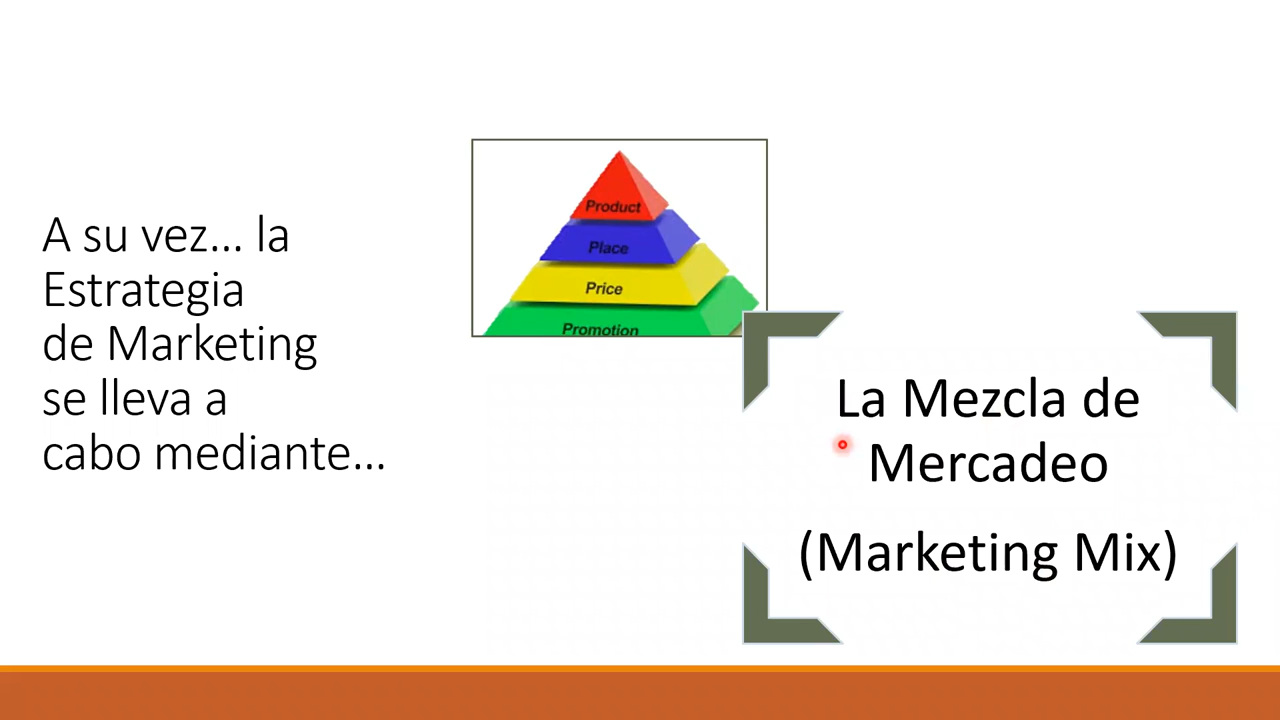 A su vez... la
Estrategia
de Marketing
se lleva a
cabo mediante...
Product
Place
Price
Promotion
La Mezcla de
Mercadeo
(Marketing Mix)